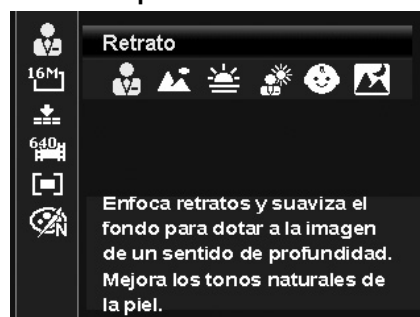 Retrato
16M
640
N
Enfoca retratos y suaviza el
fondo para dotar a la imagen
de un sentido de profundidad.
Mejora los tonos naturales de
la piel.